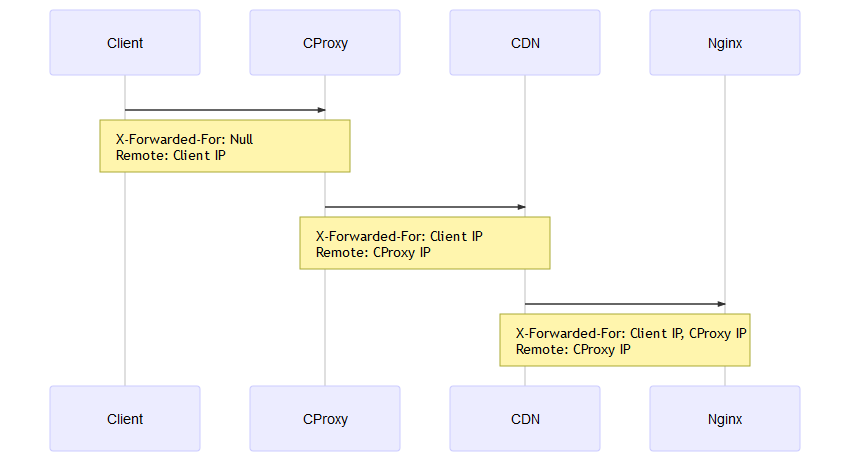 Client
CProxy
CDN
Nginx
X-Forwarded-For: Null
Remote: Client IP
X-Forwarded-For: Client IP
Remote: CProxy IP
X-Forwarded-For: Client IP, CProxy IP
Remote: CProxy IP
Client
CProxy
CDN
Nginx